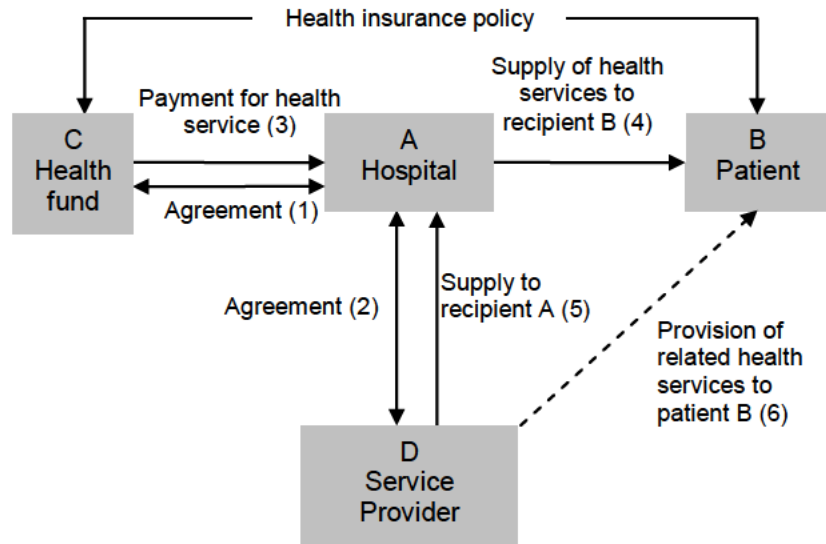 Health insurance policy
Payment for health
service (3)
Supply of health
services to
recipient B (4)
C
Health
fund
A
Hospital
B
Patient
Agreement (1)
Agreement (2)
Supply to
recipient A (5)
Provision of
related health
services to
patient B (6)
D
Service
Provider